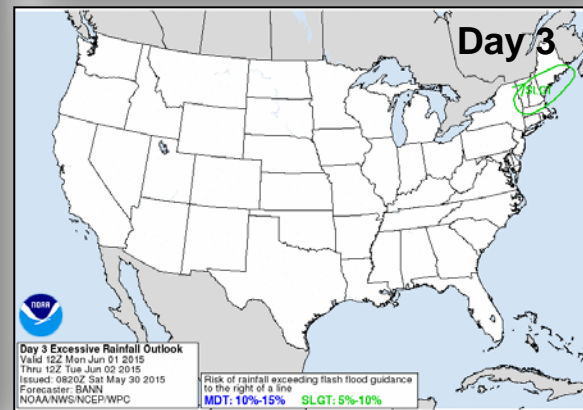 Day 3
SLGT
NOAA
Day 3 Excessive Rainfall Outlook
Valid 12Z Mon Jun 01 2015
Thru 12Z Tue Jun 02 2015
Issued: 0820Z Sat May 30 2015
Forecaster: BANN
NOAA/NWS/NCEP/WPC
Risk of rainfall exceeding flash flood guidance
to the right of a line
MDT: 10%-15% SLGT: 5%-10%